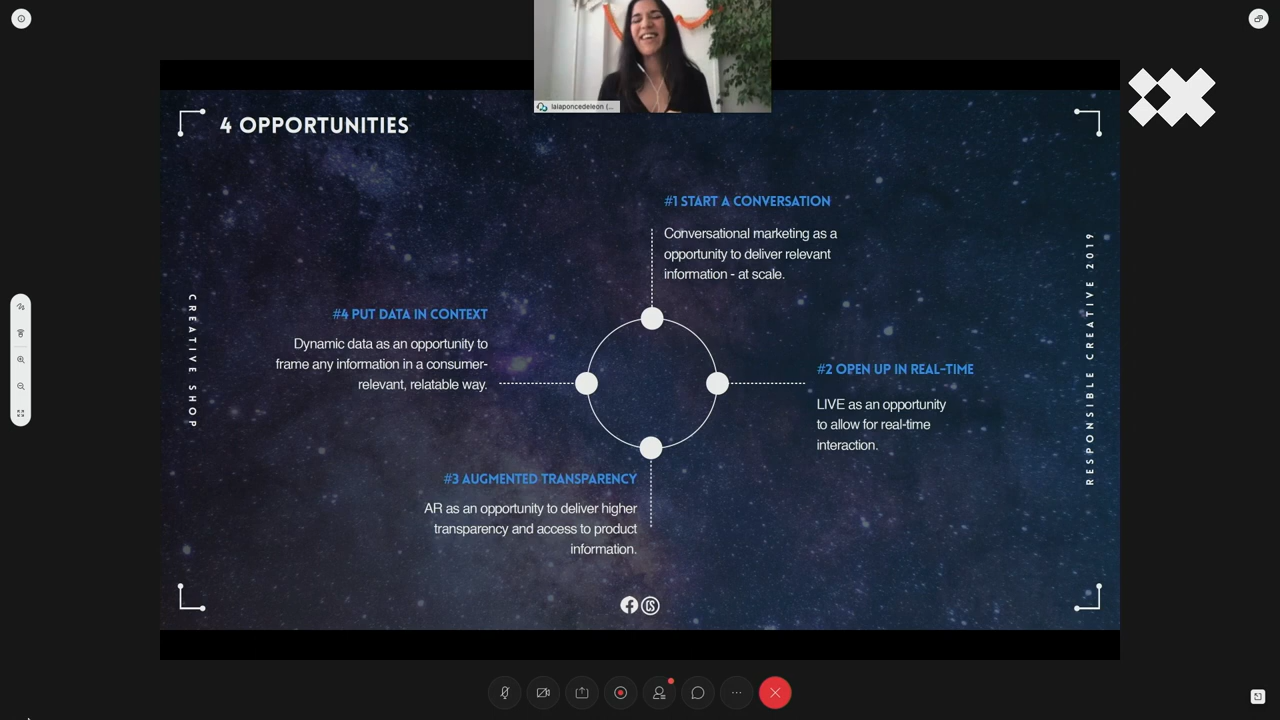 lalaponcedeleon (...
4 OPPORTUNITIES
#1 START A CONVERSATION
Conversational marketing as a
opportunity to deliver relevant
information - at scale.
#4 PUT DATA IN CONTEXT
Dynamic data as an opportunity to
frame any information in a consumer-
relevant, relatable way.
#2 OPEN UP IN REAL-TIME
LIVE as an opportunity
to allow for real-time
interaction.
#3 AUGMENTED TRANSPARENCY
AR as an opportunity to deliver higher
transparency and access to product
information.
CREATIVE SHOP
RESPONSIBLE CREATIVE 2019
CS